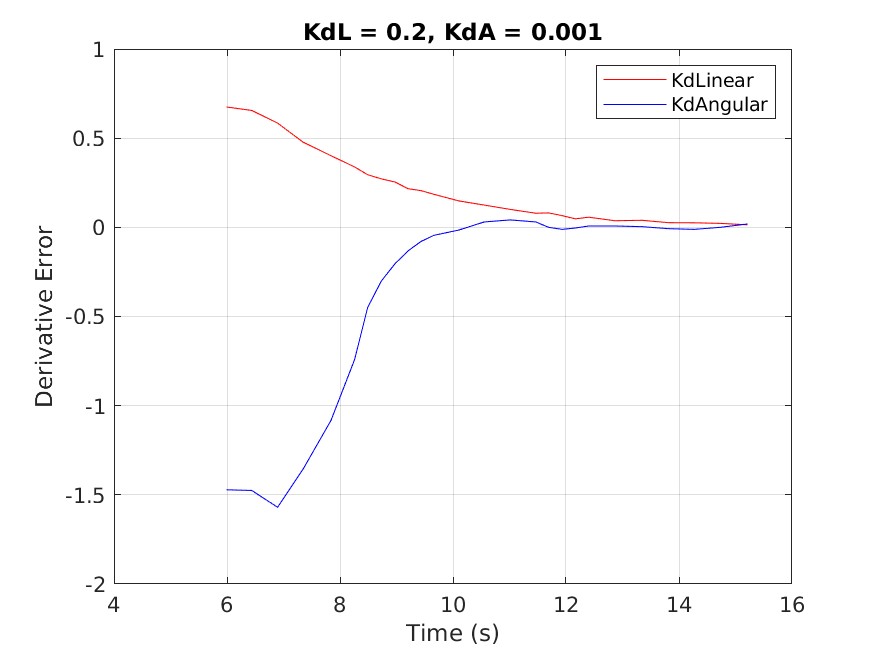 KdL = 0.2, KdA = 0.001
KdLinear
KdAngular
1
0.5
0
-0.5
-1
-1.5
-2
Derivative Error
4 6 8 10 12 14 16
Time (s)